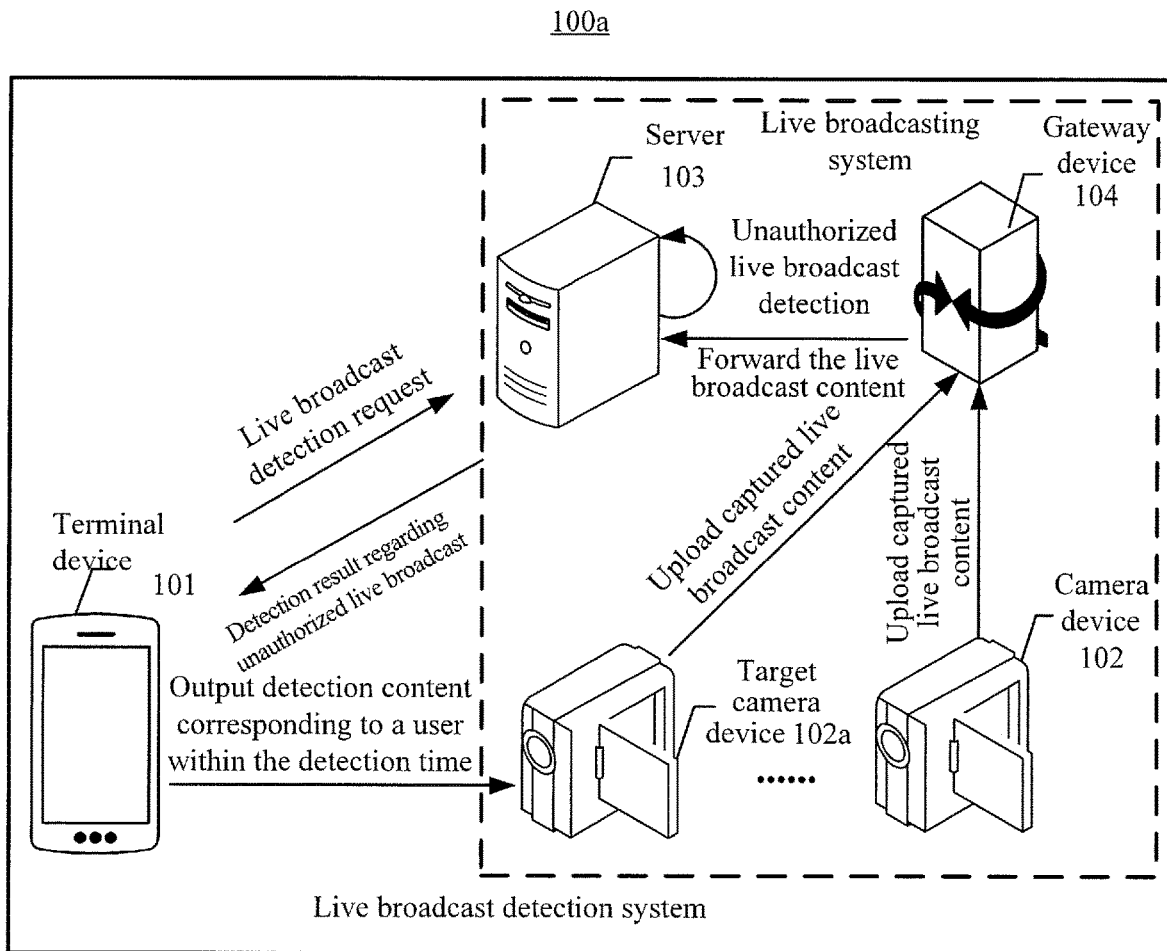 100a
Live broadcasting
system
Server
103
Gateway
device
104
Unauthorized
live broadcast
detection
Forward the live
broadcast content
Live broadcast
detection request
Detection result regarding
unauthorized live broadcast
Terminal
device
101
Upload captured live
broadcast content
Upload captured
live broadcast
content
Camera
device
102
Target
camera
device 102a
Output detection content
corresponding to a user
within the detection time
......
Live broadcast detection system